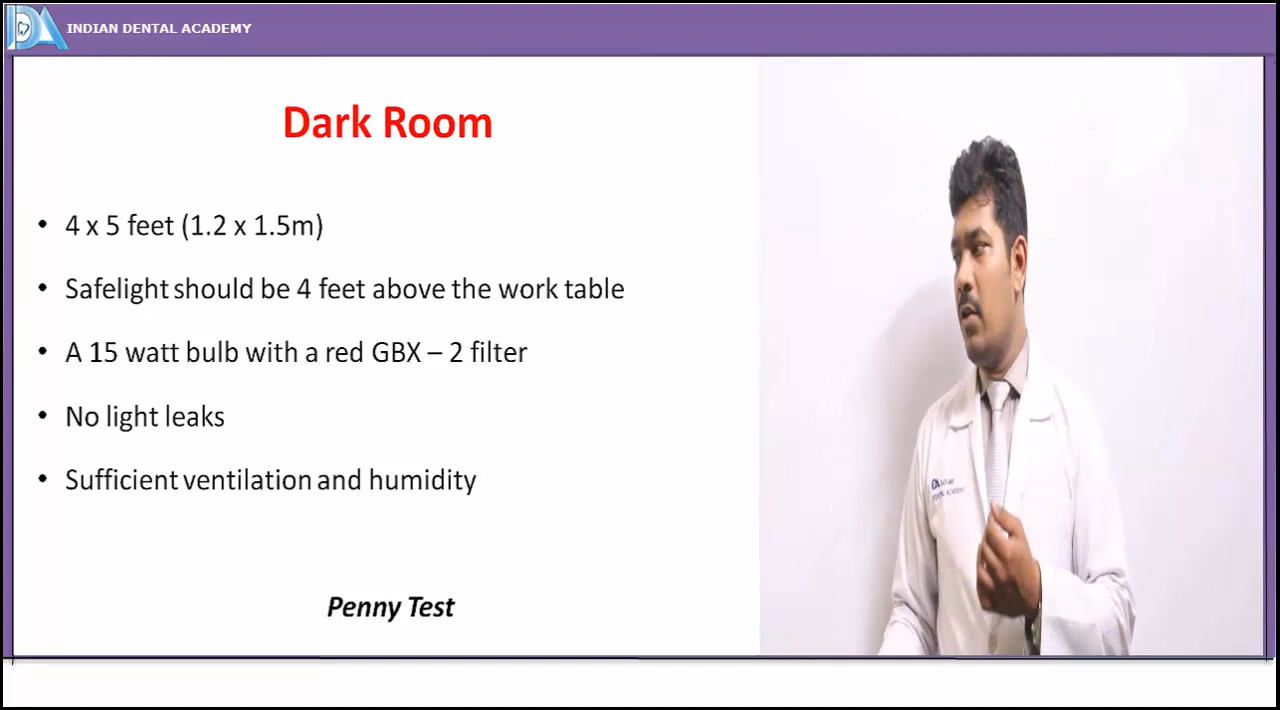 INDIAN DENTAL ACADEMY
Dark Room
• 4 x 5 feet (1.2 x 1.5m)
• Safelight should be 4 feet above the work table
• A 15 watt bulb with a red GBX – 2 filter
• No light leaks
• Sufficient ventilation and humidity
Penny Test